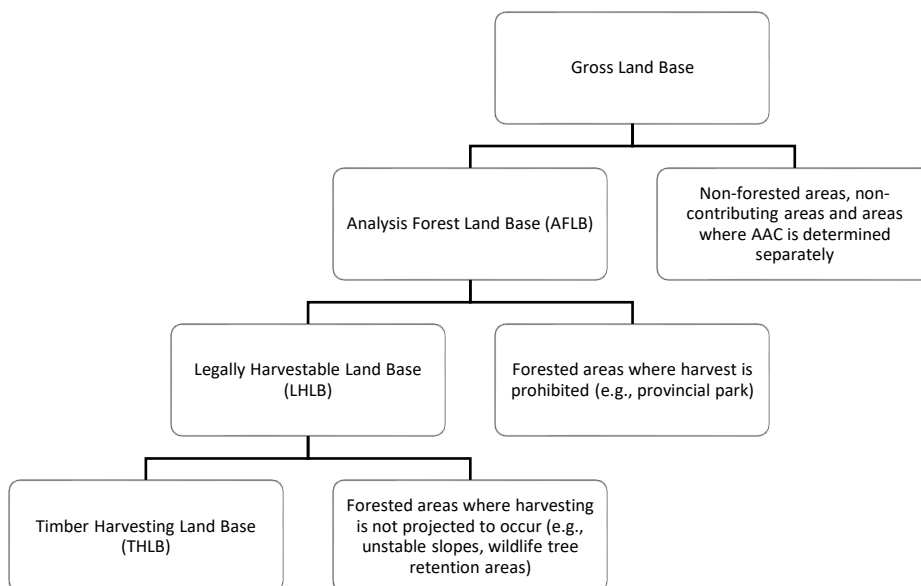 Gross Land Base
Analysis Forest Land Base (AFLB)
Non-forested areas, non-
contributing areas and areas
where AAC is determined
separately
Legally Harvestable Land Base
(LHLB)
Forested areas where harvest is
prohibited (e.g., provincial park)
Timber Harvesting Land Base
(THLB)
Forested areas where harvesting
is not projected to occur (e.g.,
unstable slopes, wildlife tree
retention areas)